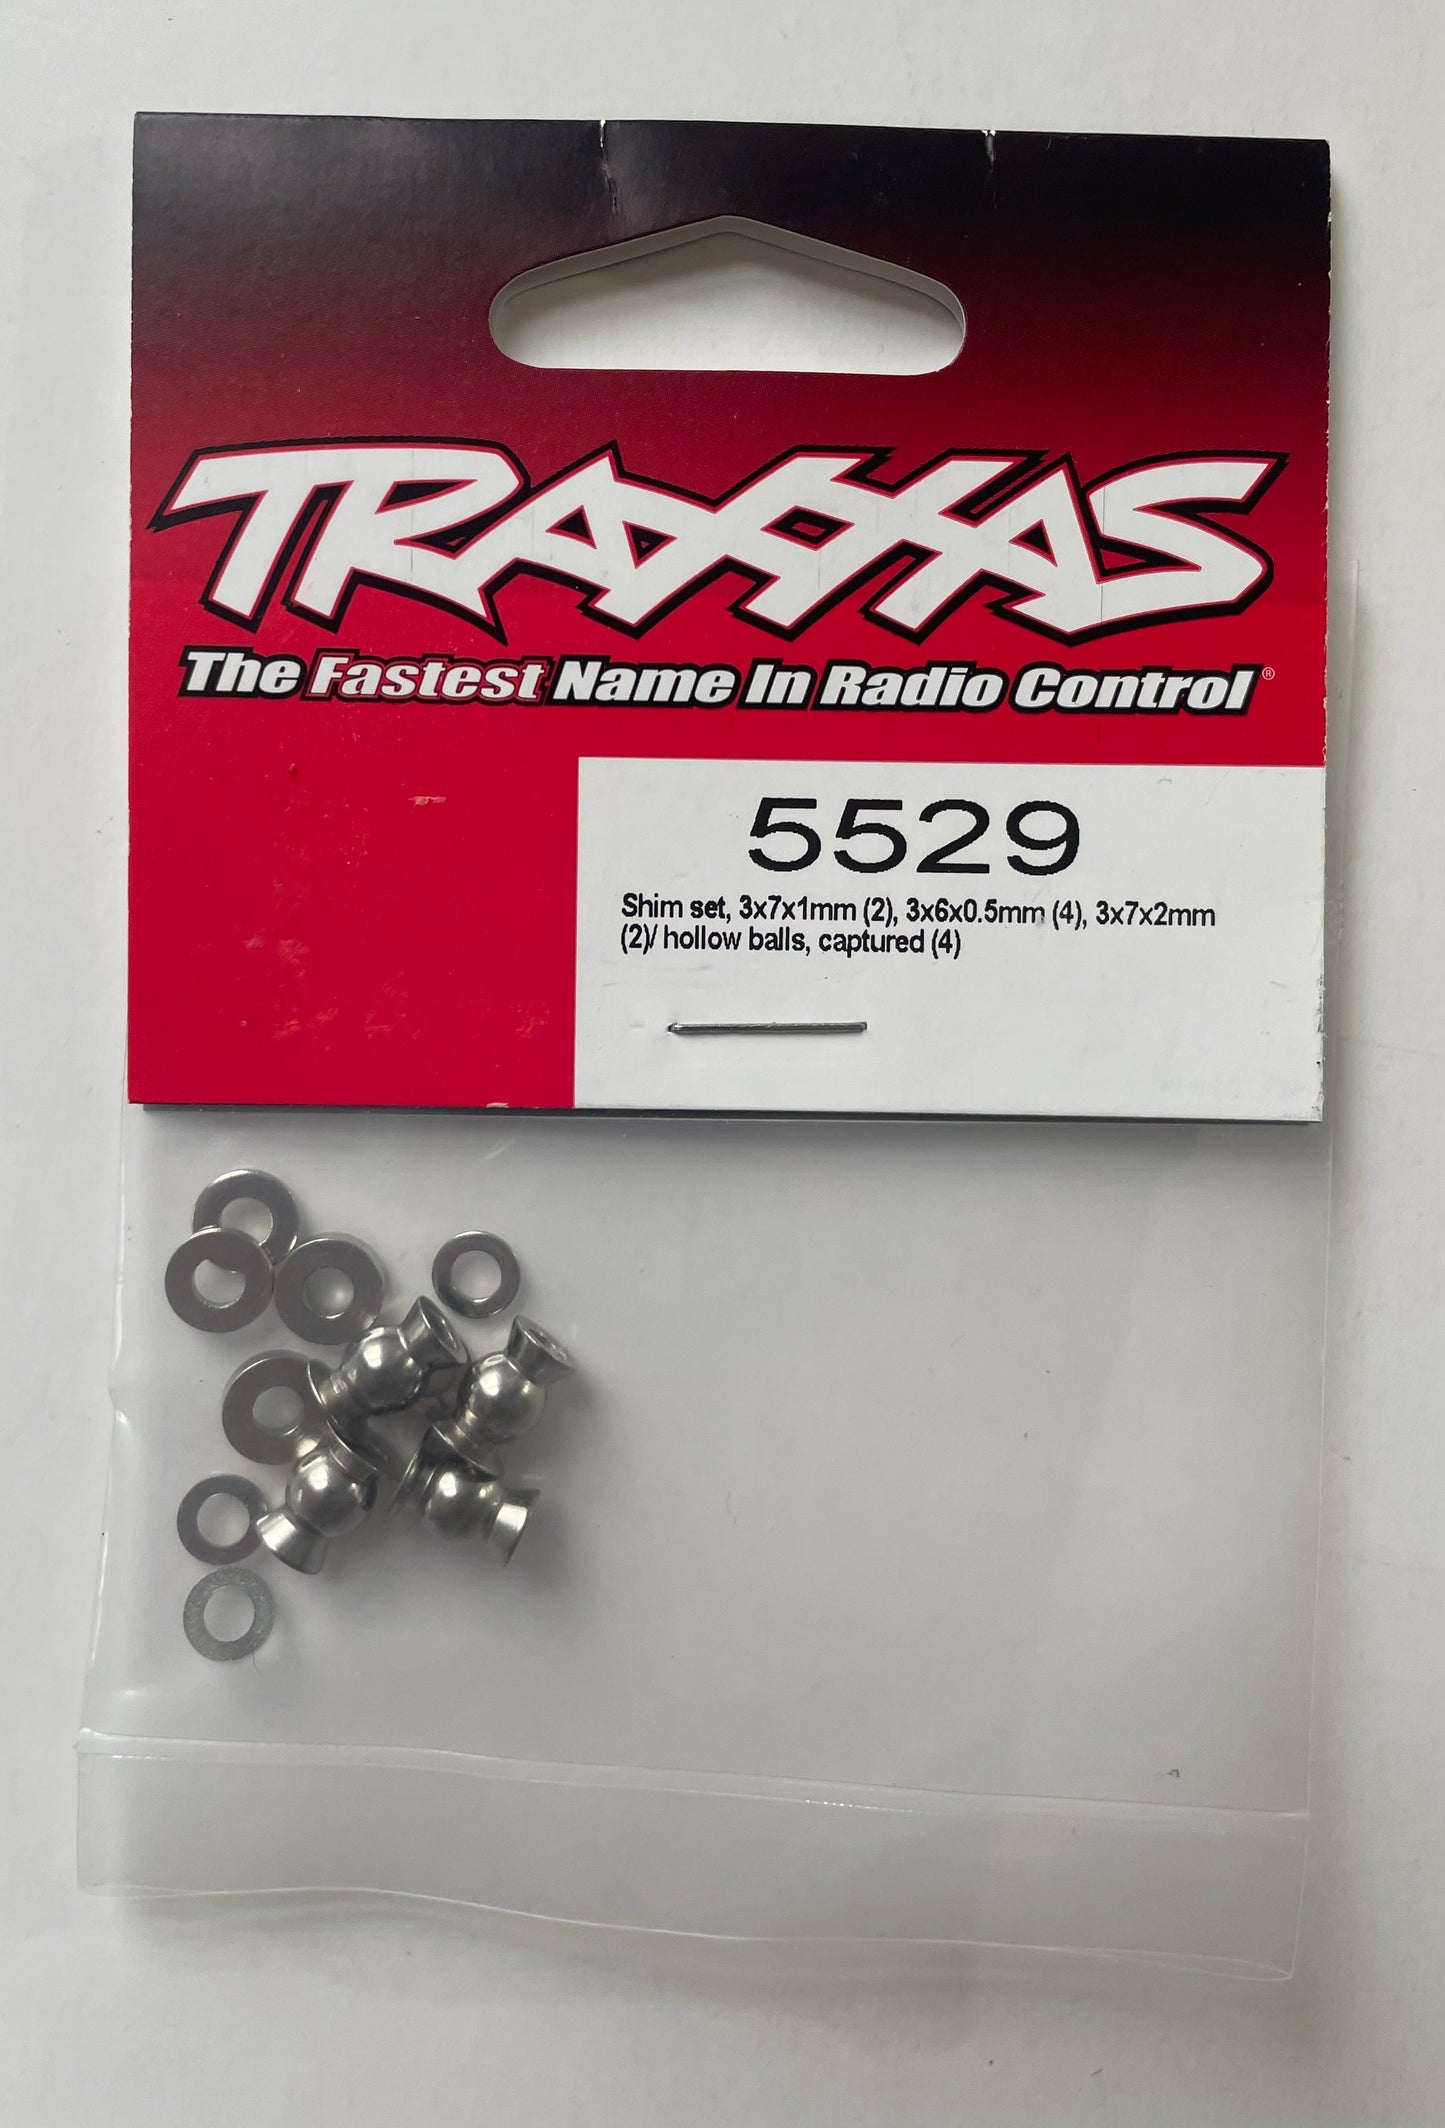 TRAXXAS
The Fastest Name In Radio Control®
5529
Shim set, 3x7x1mm (2), 3x6x0.5mm (4), 3x7x2mm
(2)/ hollow balls, captured (4)